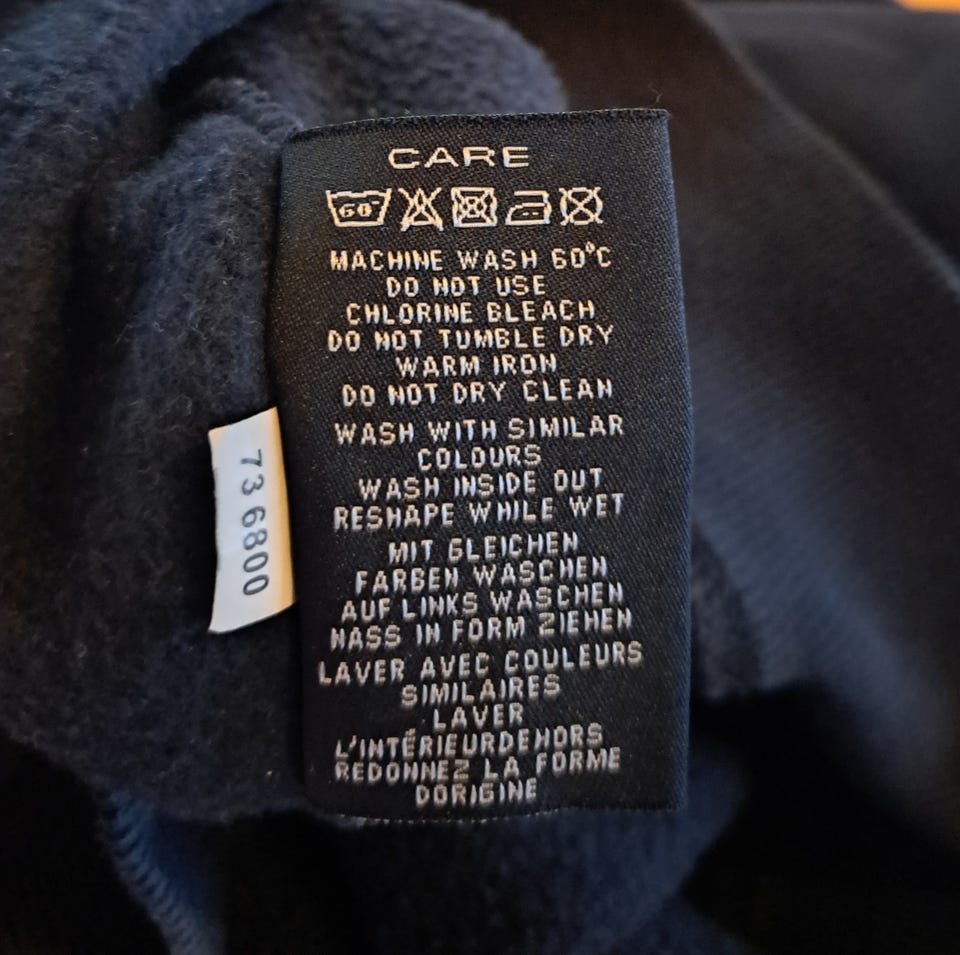 CARE
60°
MACHINE WASH 60°C
DO NOT USE
CHLORINE BLEACH
DO NOT TUMBLE DRY
WARM IRON
DO NOT DRY CLEAN
WASH WITH SIMILAR
COLOURS
WASH INSIDE OUT
RESHAPE WHILE WET
MIT GLEICHEN
FARBEN WASCHEN
AUF LINKS WASCHEN
NASS IN FORM ZIEHEN
LAVER AVEC COULEURS
SIMILAIRES
LAVER
L'INTÉRIEURDEHORS
REDONNEZ LA FORME
DORIGINE
73 6800